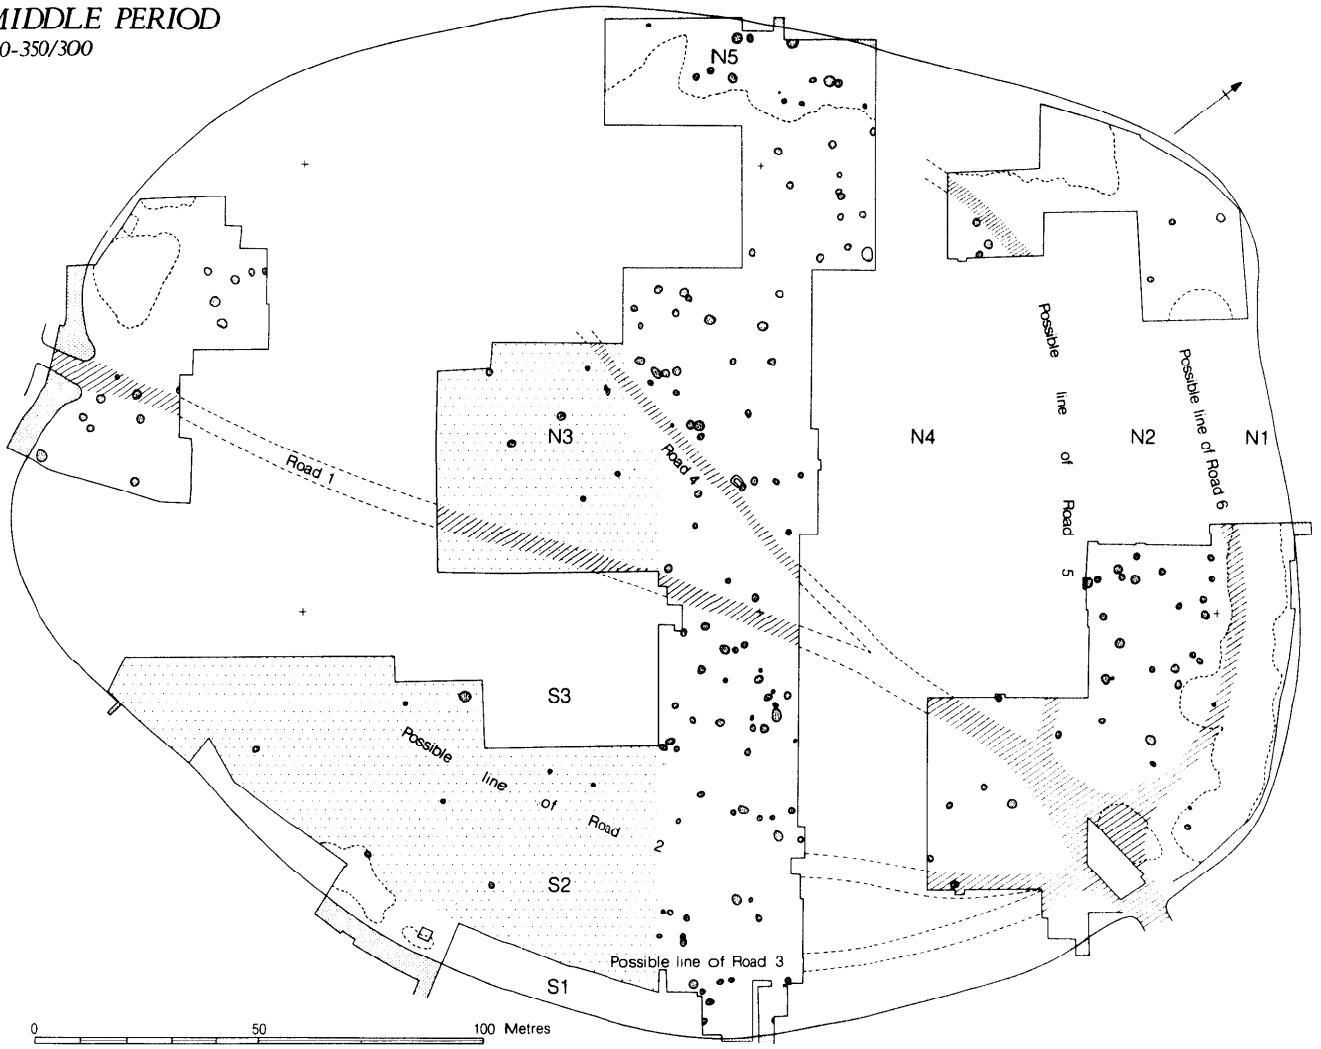 MIDDLE PERIOD
0-350/300
N5
Possible line of Road 5
Possible line of Road 6
N3
N4
N2
N1
Road 4
Road 1
S3
Possible line of Road 2
S2
Possible line of Road 3
S1
0 50 100 Metres